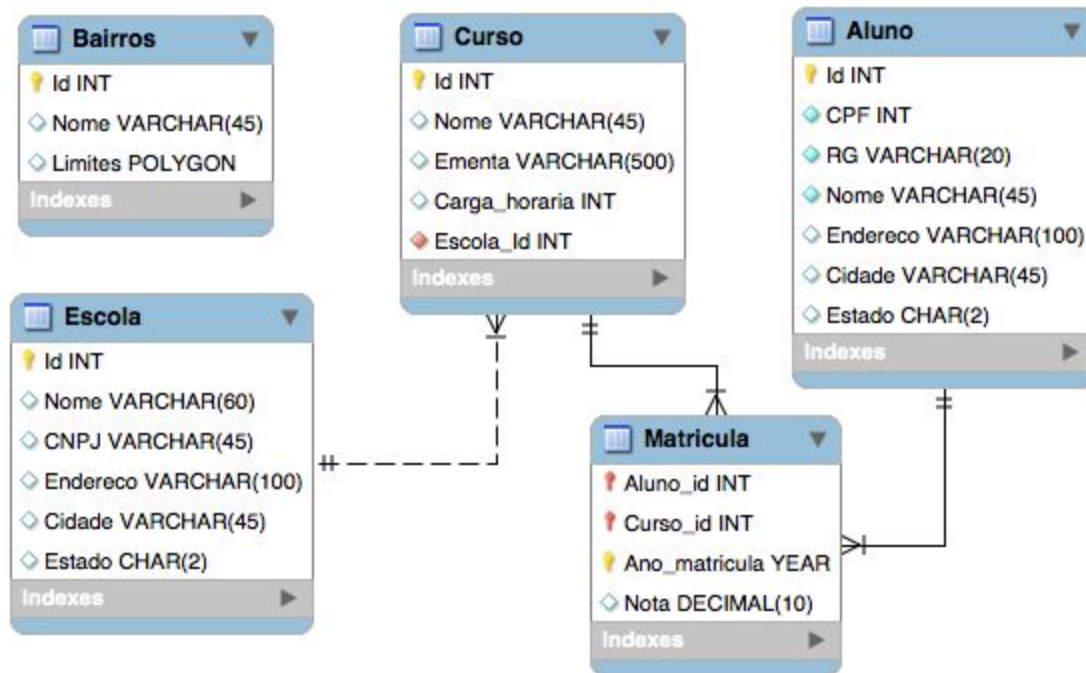 Bairros
Id INT
Nome VARCHAR(45)
Limites POLYGON
Indexes
Curso
Id INT
Nome VARCHAR(45)
Ementa VARCHAR(500)
Carga_horaria INT
Escola_Id INT
Indexes
Aluno
Id INT
CPF INT
RG VARCHAR(20)
Nome VARCHAR(45)
Endereco VARCHAR(100)
Cidade VARCHAR(45)
Estado CHAR(2)
Indexes
Escola
Id INT
Nome VARCHAR(60)
CNPJ VARCHAR(45)
Endereco VARCHAR(100)
Cidade VARCHAR(45)
Estado CHAR(2)
Indexes
Matricula
Aluno_id INT
Curso_id INT
Ano_matricula YEAR
Nota DECIMAL(10)
Indexes